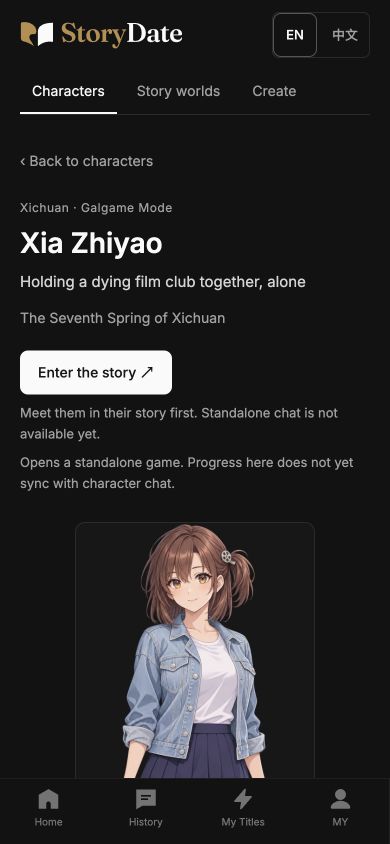 StoryDate
EN
中文
Characters
Story worlds
Create
‹ Back to characters
Xichuan · Galgame Mode
Xia Zhiyao
Holding a dying film club together, alone
The Seventh Spring of Xichuan
Enter the story ↗
Meet them in their story first. Standalone chat is not
available yet.
Opens a standalone game. Progress here does not yet
sync with character chat.
Home
History
My Titles
MY